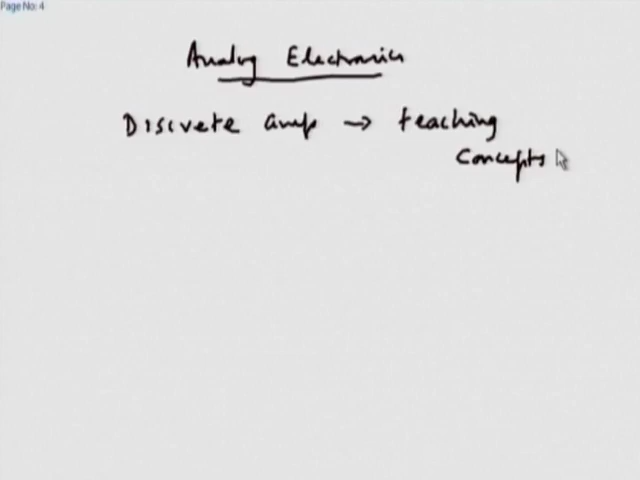 Page No: 4
Analog Electronics
Discrete amp → teaching
concepts